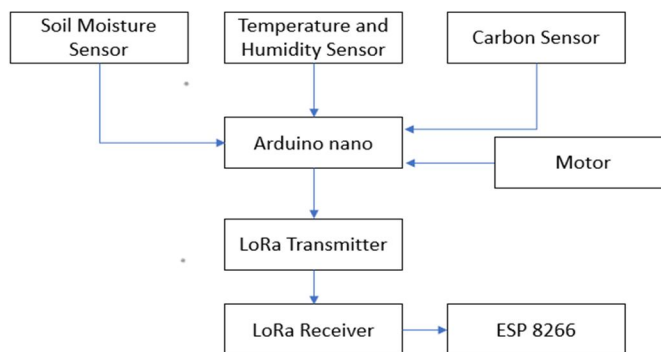 Soil Moisture
Sensor
Temperature and
Humidity Sensor
Carbon Sensor
Arduino nano
Motor
LoRa Transmitter
LoRa Receiver
ESP 8266